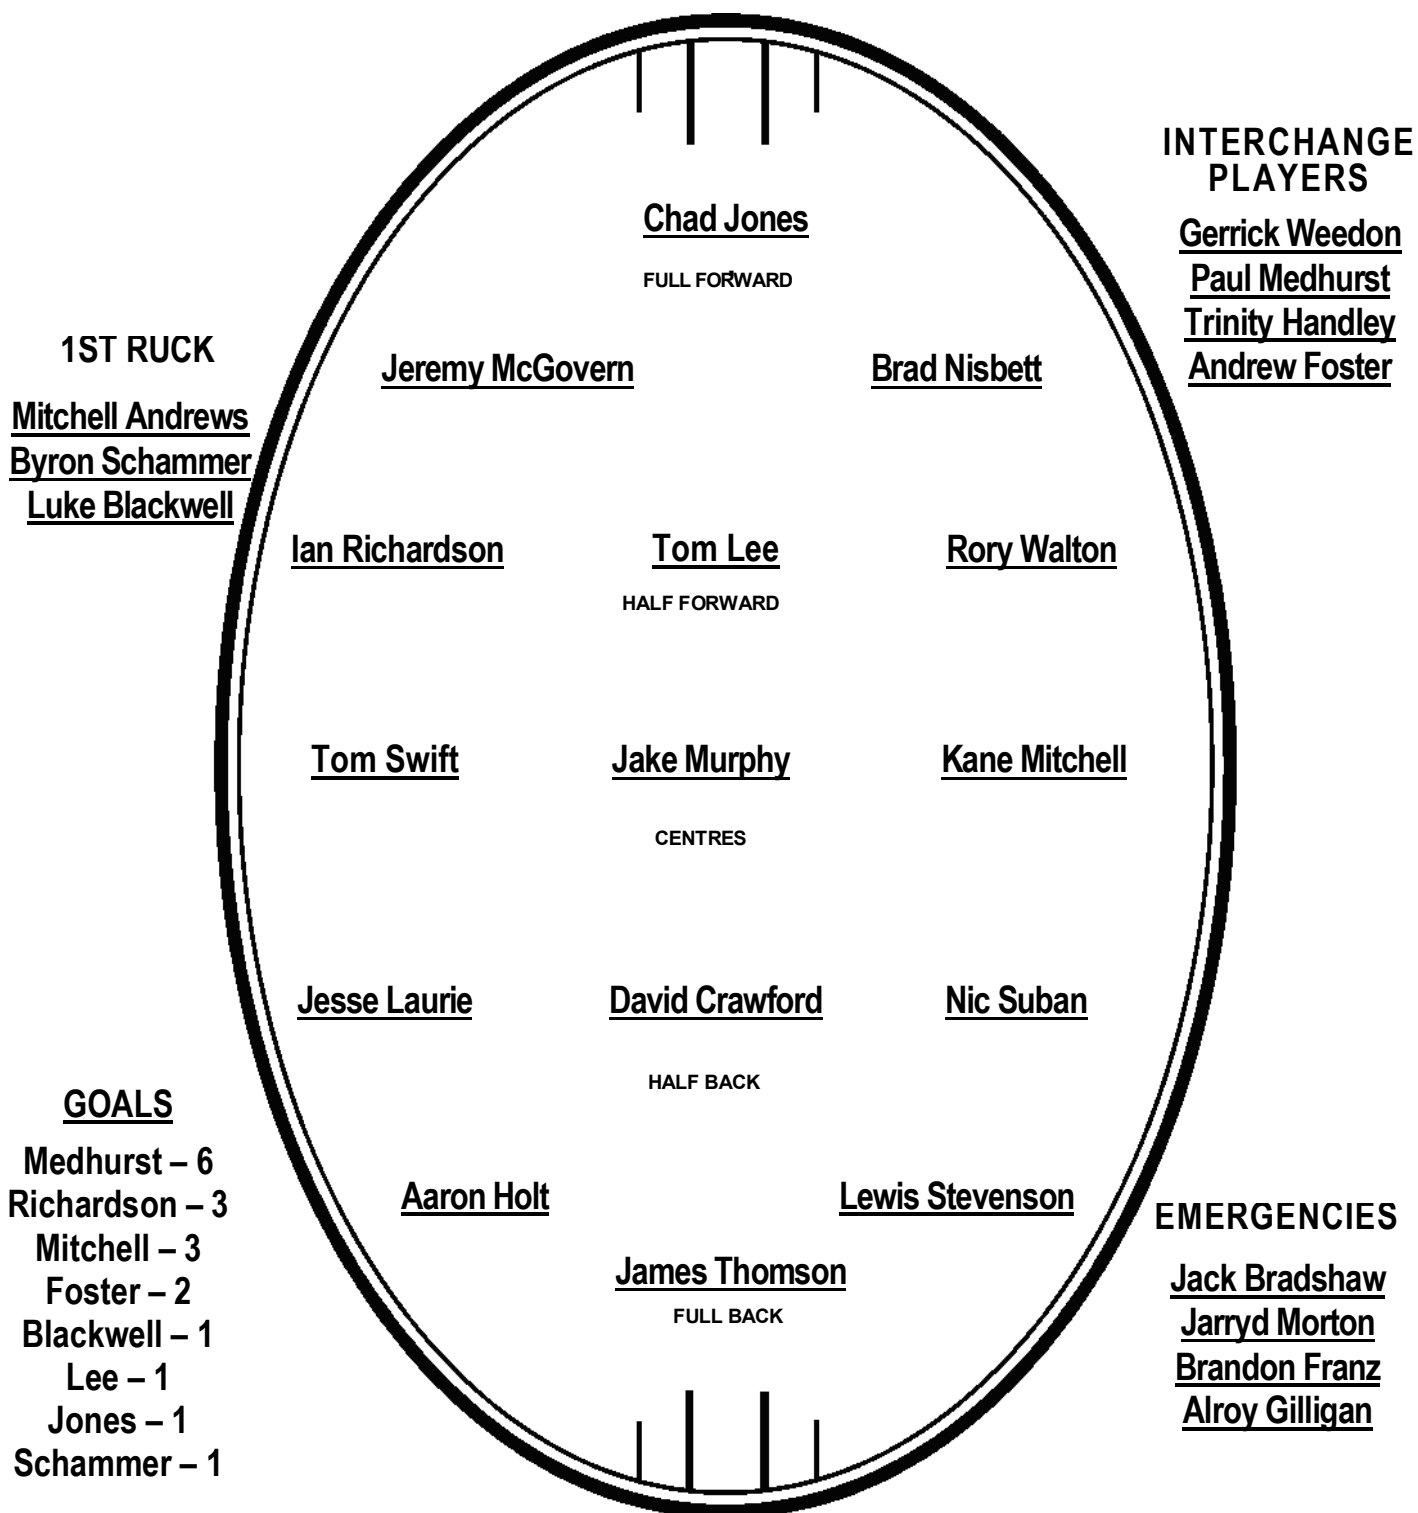 INTERCHANGE
PLAYERS
Gerrick Weedon
Paul Medhurst
Trinity Handley
Andrew Foster
Chad Jones
FULL FORWARD
1ST RUCK
Mitchell Andrews
Byron Schammer
Luke Blackwell
Jeremy McGovern
Brad Nisbett
Ian Richardson
Tom Lee
Rory Walton
HALF FORWARD
Tom Swift
Jake Murphy
Kane Mitchell
CENTRES
Jesse Laurie
David Crawford
Nic Suban
HALF BACK
GOALS
Medhurst – 6
Richardson – 3
Mitchell – 3
Foster – 2
Blackwell – 1
Lee – 1
Jones – 1
Schammer – 1
Aaron Holt
Lewis Stevenson
James Thomson
FULL BACK
EMERGENCIES
Jack Bradshaw
Jarryd Morton
Brandon Franz
Alroy Gilligan